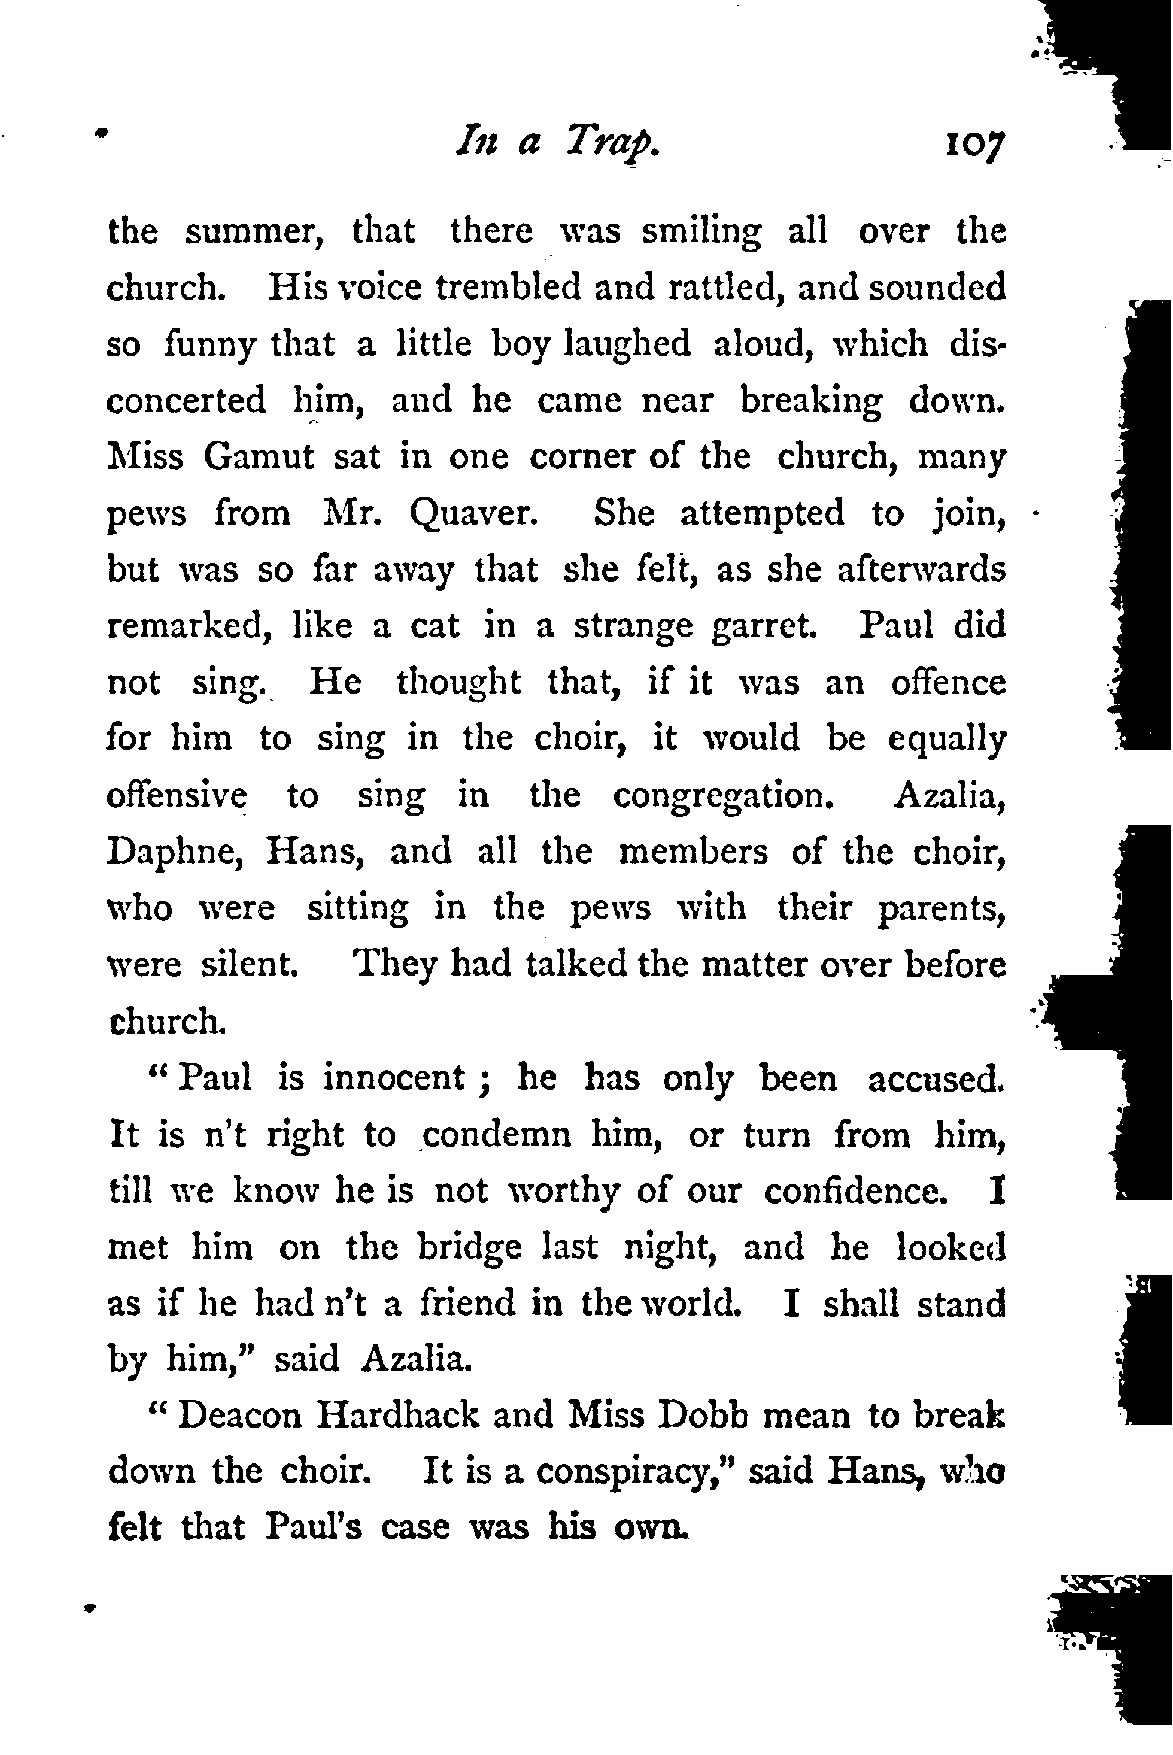 In a Trap. 107
the summer, that there was smiling all over the
church. His voice trembled and rattled, and sounded
so funny that a little boy laughed aloud, which dis-
concerted him, and he came near breaking down.
Miss Gamut sat in one corner of the church, many
pews from Mr. Quaver. She attempted to join,
but was so far away that she felt, as she afterwards
remarked, like a cat in a strange garret. Paul did
not sing. He thought that, if it was an offence
for him to sing in the choir, it would be equally
offensive to sing in the congregation. Azalia,
Daphne, Hans, and all the members of the choir,
who were sitting in the pews with their parents,
were silent. They had talked the matter over before
church.
“ Paul is innocent ; he has only been accused.
It is n't right to condemn him, or turn from him,
till we know he is not worthy of our confidence. I
met him on the bridge last night, and he looked
as if he had n't a friend in the world. I shall stand
by him,” said Azalia.
“ Deacon Hardhack and Miss Dobb mean to break
down the choir. It is a conspiracy,” said Hans, who
felt that Paul's case was his own.